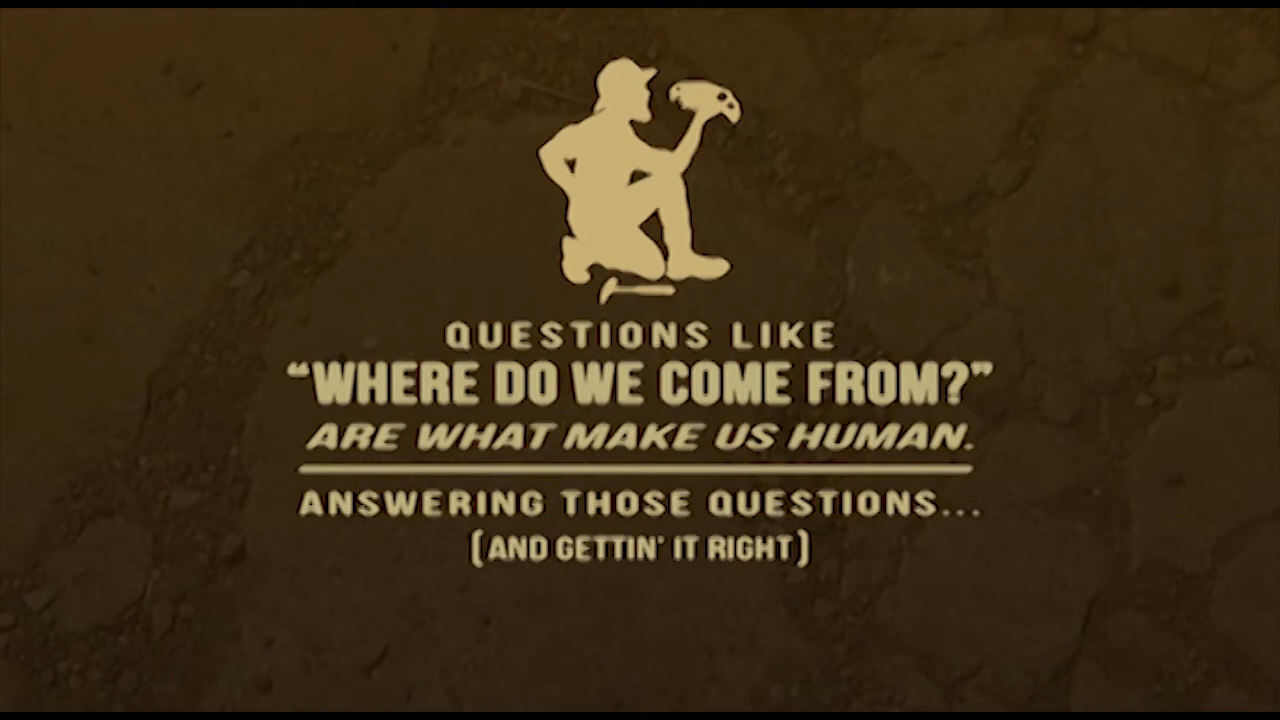 QUESTIONS LIKE
“WHERE DO WE COME FROM?”
ARE WHAT MAKE US HUMAN.
ANSWERING THOSE QUESTIONS...
(AND GETTIN' IT RIGHT)